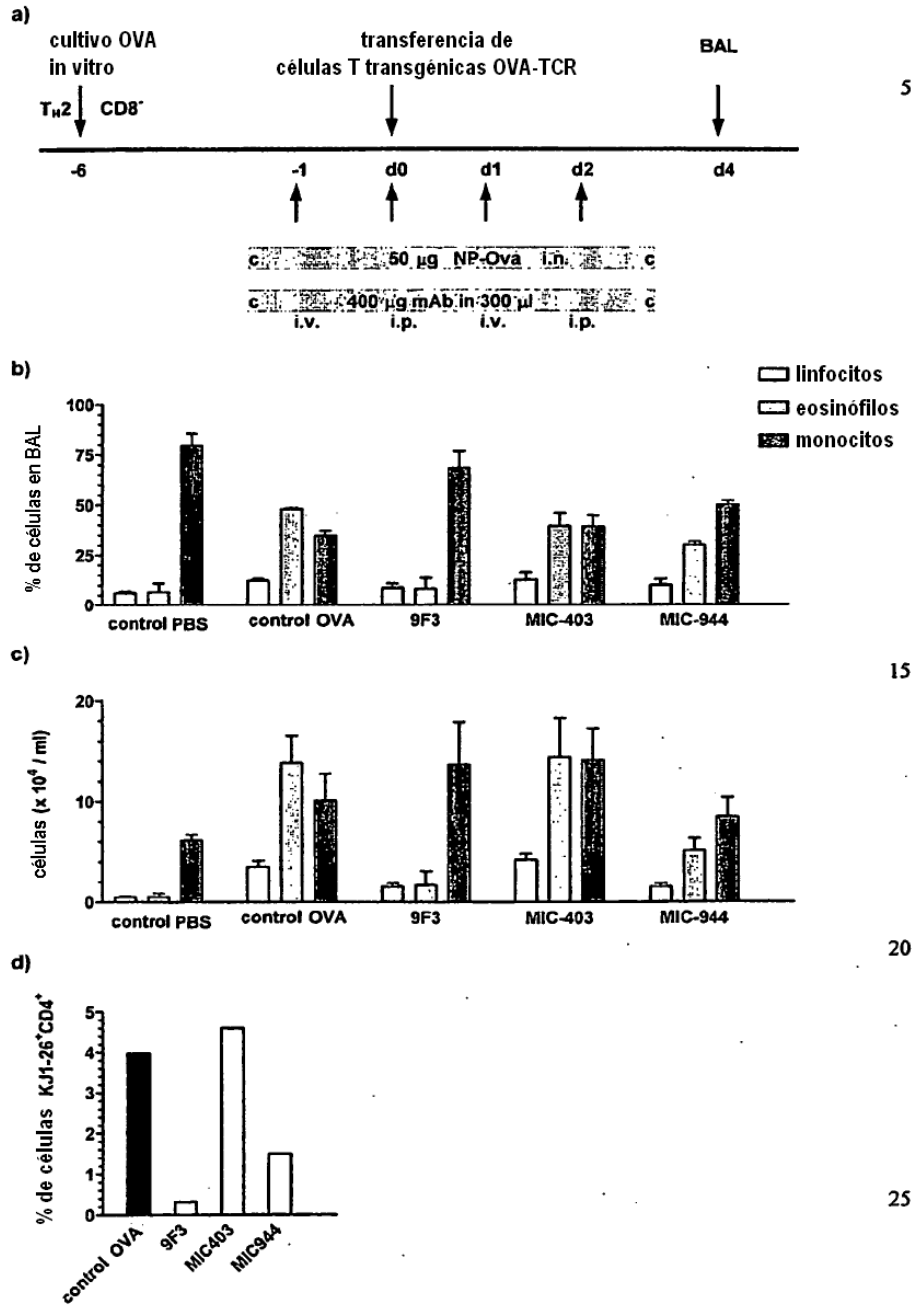 a)
cultivo OVA in vitro
transferencia de células T transgénicas OVA-TCR
BAL
5
TH2 CD8-
-6 -1 d0 d1 d2 d4
c 50 µg NP-Ova i.n. c
c 400 µg mAb in 300 µl c
i.v. i.p. i.v. i.p.
b)
linfocitos
eosinófilos
monocitos
% de células en BAL
100
75
50
25
0
control PBS control OVA 9F3 MIC-403 MIC-944
c)
15
células (x 10⁴ / ml)
20
10
0
control PBS control OVA 9F3 MIC-403 MIC-944
20
d)
% de células KJ1-26⁺CD4⁺
5
4
3
2
1
0
control OVA 9F3 MIC403 MIC944
25